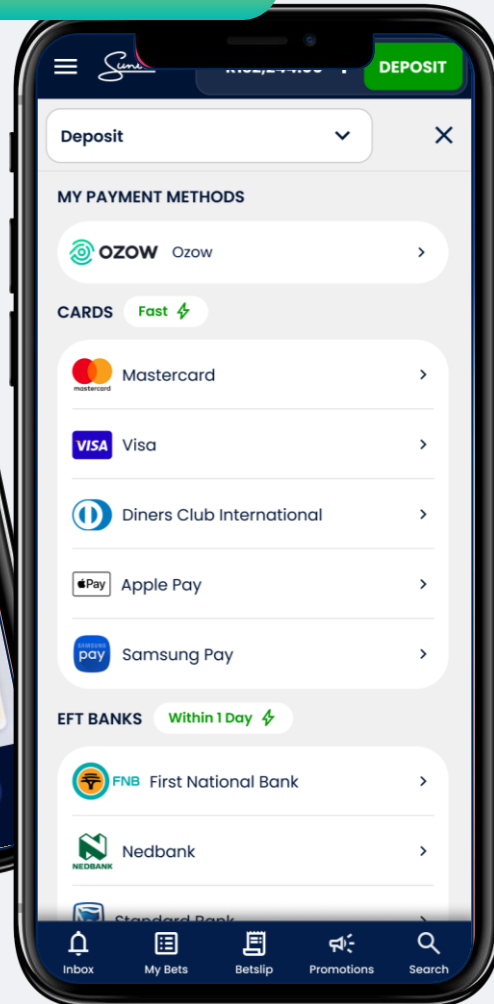 DEPOSIT
Deposit
MY PAYMENT METHODS
OZOW Ozow
CARDS Fast
mastercard Mastercard
VISA Visa
Diners Club International
Pay Apple Pay
SAMSUNG pay Samsung Pay
EFT BANKS Within 1 Day
FNB First National Bank
NEDBANK Nedbank
Standard Bank
Inbox My Bets Betslip Promotions Search